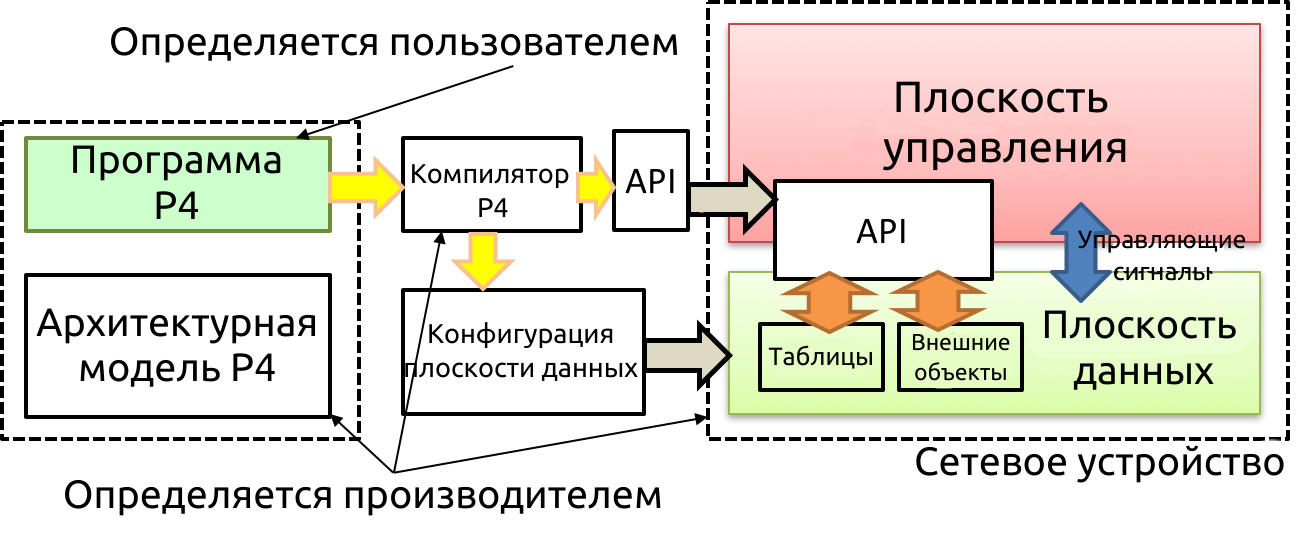 Определяется пользователем
Программа
P4
Архитектурная
модель P4
Компилятор
P4
API
Конфигурация
плоскости данных
Плоскость
управления
API
Управляющие
сигналы
Таблицы
Внешние
объекты
Плоскость
данных
Сетевое устройство
Определяется производителем